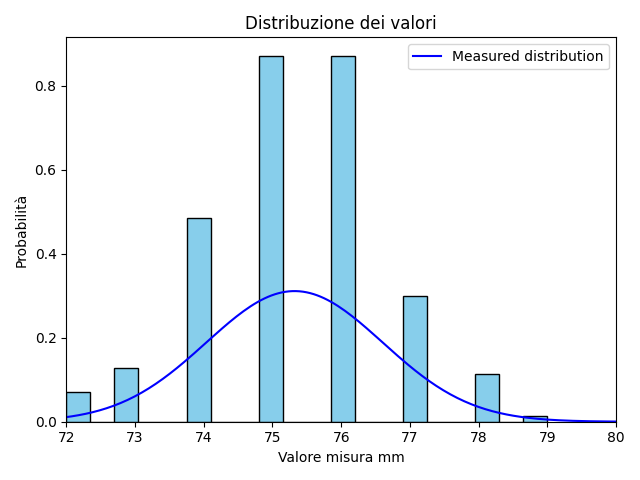 Distribuzione dei valori
Measured distribution
Probabilità
0.8
0.6
0.4
0.2
0.0
72 73 74 75 76 77 78 79 80
Valore misura mm